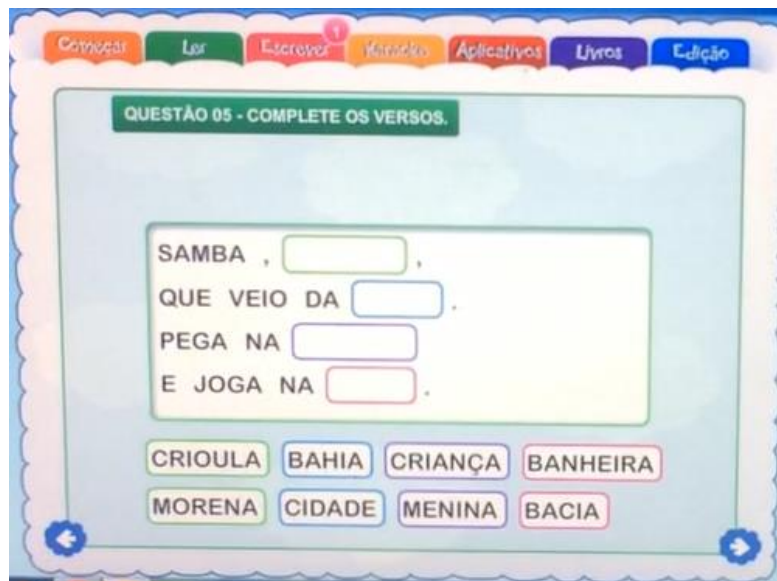 Começar Ler Escrever 1 Karaokê Aplicativos Livros Edição
QUESTÃO 05 - COMPLETE OS VERSOS.
SAMBA , ,
QUE VEIO DA .
PEGA NA
E JOGA NA .
CRIOULA BAHIA CRIANÇA BANHEIRA
MORENA CIDADE MENINA BACIA